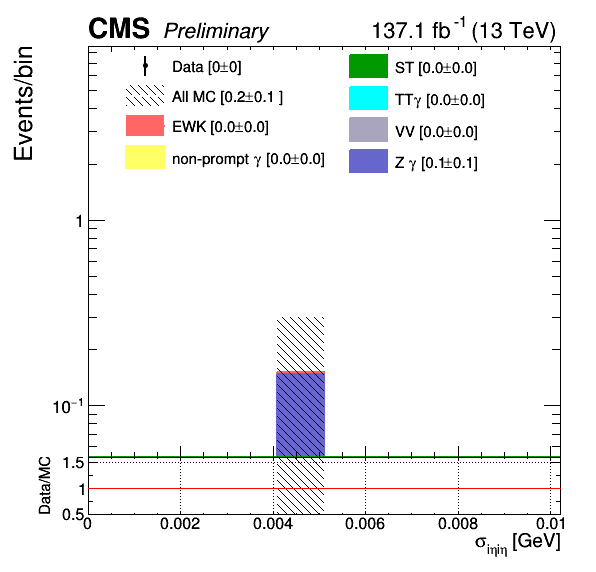 CMS Preliminary 137.1 fb⁻¹ (13 TeV)
Events/bin
Data [0±0]
All MC [0.2±0.1 ]
EWK [0.0±0.0]
non-prompt γ [0.0±0.0]
ST [0.0±0.0]
TTγ [0.0±0.0]
VV [0.0±0.0]
Z γ [0.1±0.1]
1
10⁻¹
Data/MC
1.5
1
0.5
0 0.002 0.004 0.006 0.008 0.01
σiηiη [GeV]